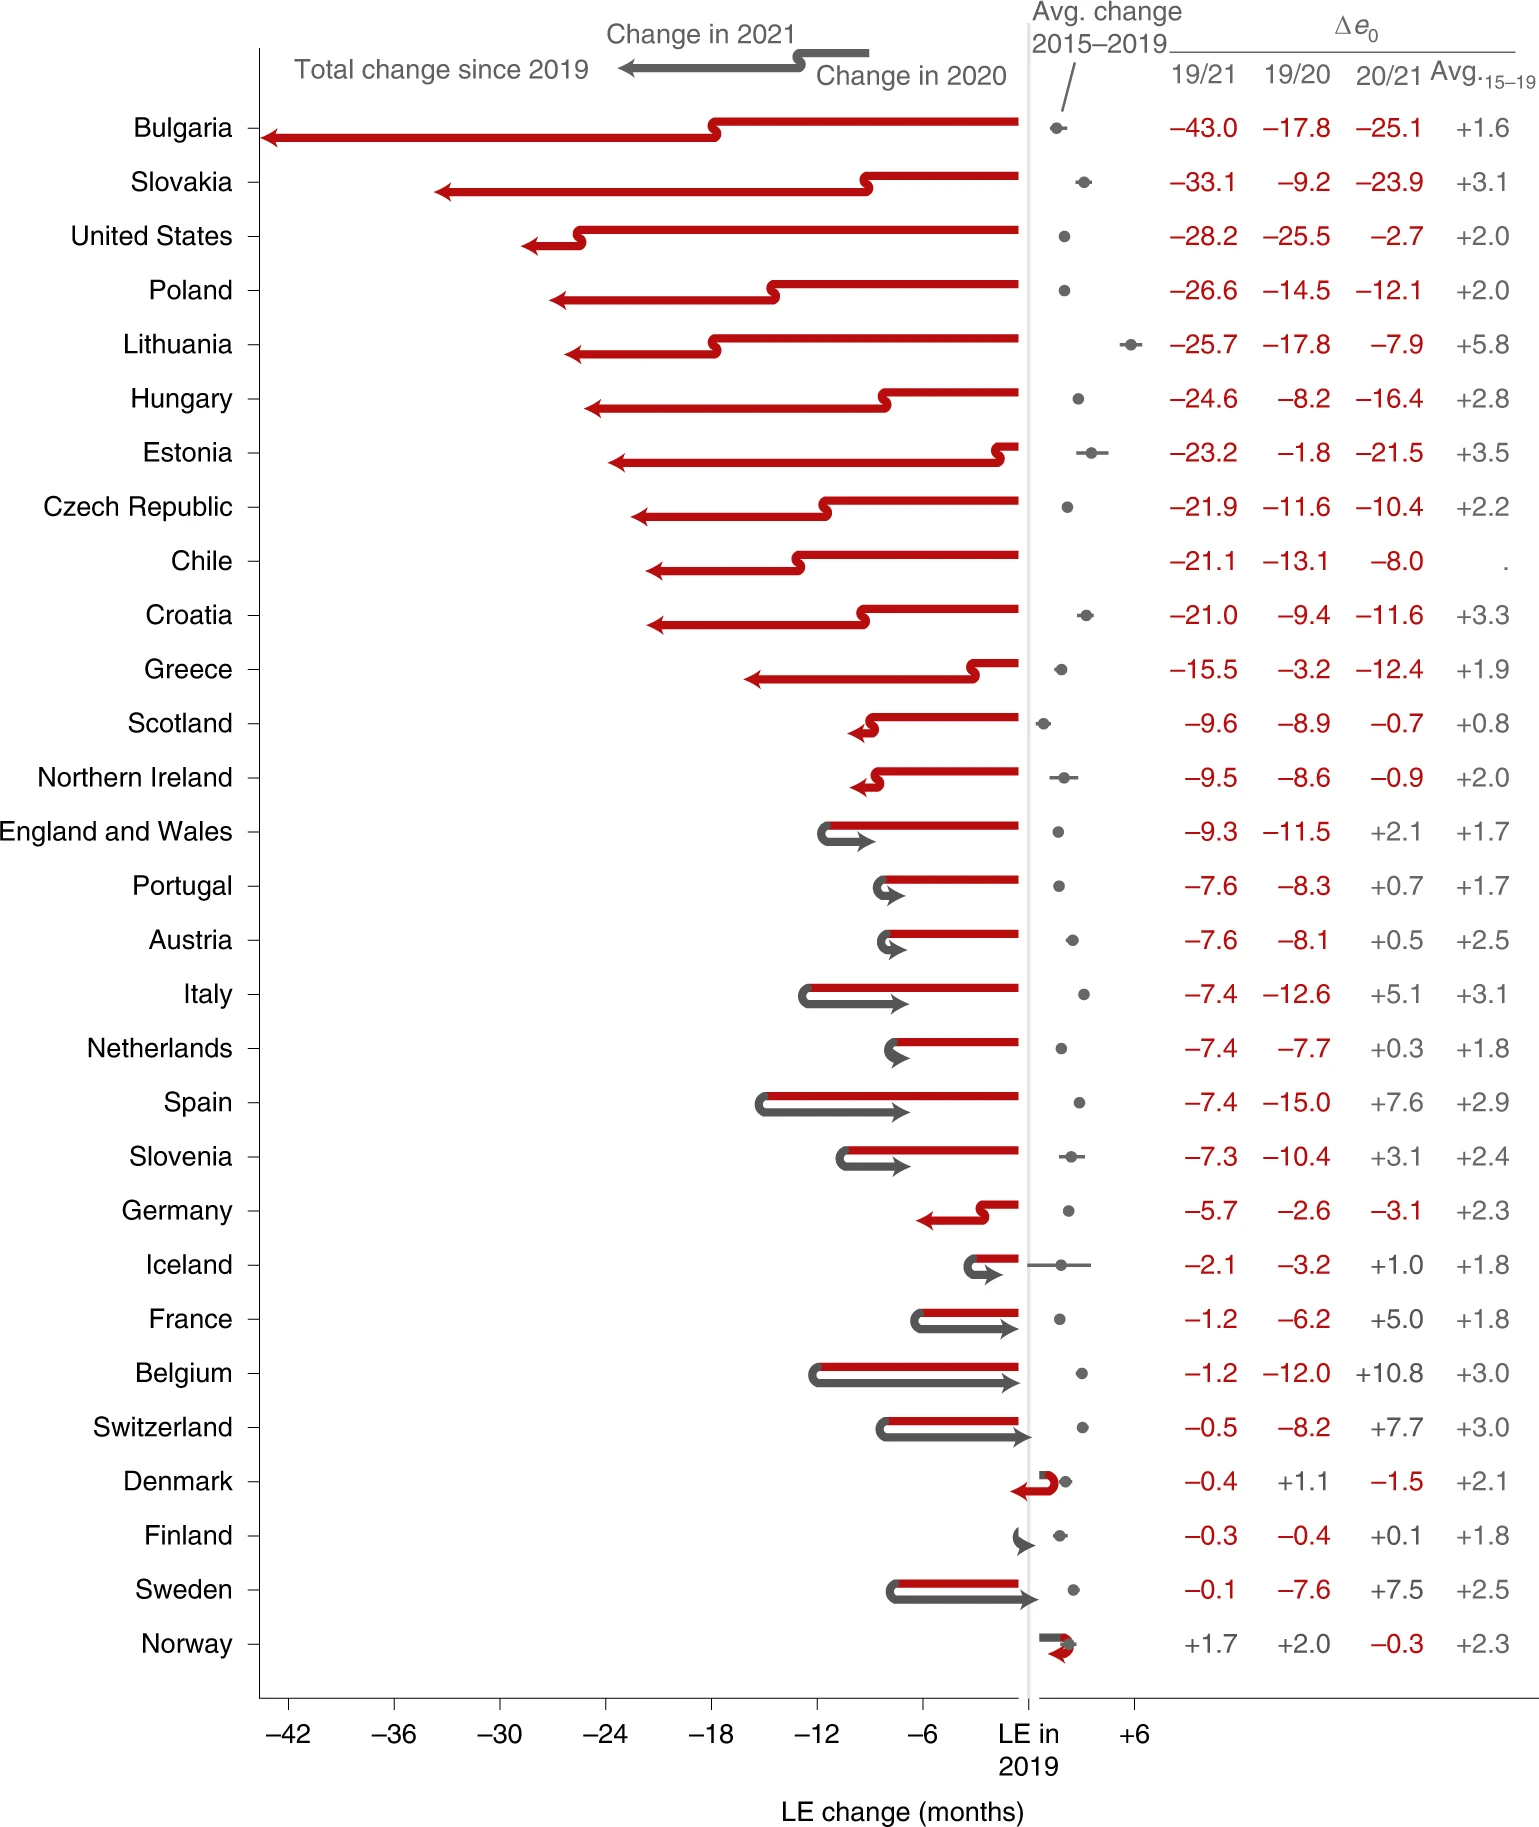 Avg. change
2015–2019
Δe0
Change in 2021
Total change since 2019
Change in 2020
19/21 19/20 20/21 Avg.15–19
Bulgaria –43.0 –17.8 –25.1 +1.6
Slovakia –33.1 –9.2 –23.9 +3.1
United States –28.2 –25.5 –2.7 +2.0
Poland –26.6 –14.5 –12.1 +2.0
Lithuania –25.7 –17.8 –7.9 +5.8
Hungary –24.6 –8.2 –16.4 +2.8
Estonia –23.2 –1.8 –21.5 +3.5
Czech Republic –21.9 –11.6 –10.4 +2.2
Chile –21.1 –13.1 –8.0 .
Croatia –21.0 –9.4 –11.6 +3.3
Greece –15.5 –3.2 –12.4 +1.9
Scotland –9.6 –8.9 –0.7 +0.8
Northern Ireland –9.5 –8.6 –0.9 +2.0
England and Wales –9.3 –11.5 +2.1 +1.7
Portugal –7.6 –8.3 +0.7 +1.7
Austria –7.6 –8.1 +0.5 +2.5
Italy –7.4 –12.6 +5.1 +3.1
Netherlands –7.4 –7.7 +0.3 +1.8
Spain –7.4 –15.0 +7.6 +2.9
Slovenia –7.3 –10.4 +3.1 +2.4
Germany –5.7 –2.6 –3.1 +2.3
Iceland –2.1 –3.2 +1.0 +1.8
France –1.2 –6.2 +5.0 +1.8
Belgium –1.2 –12.0 +10.8 +3.0
Switzerland –0.5 –8.2 +7.7 +3.0
Denmark –0.4 +1.1 –1.5 +2.1
Finland –0.3 –0.4 +0.1 +1.8
Sweden –0.1 –7.6 +7.5 +2.5
Norway +1.7 +2.0 –0.3 +2.3
–42 –36 –30 –24 –18 –12 –6 LE in +6
2019
LE change (months)